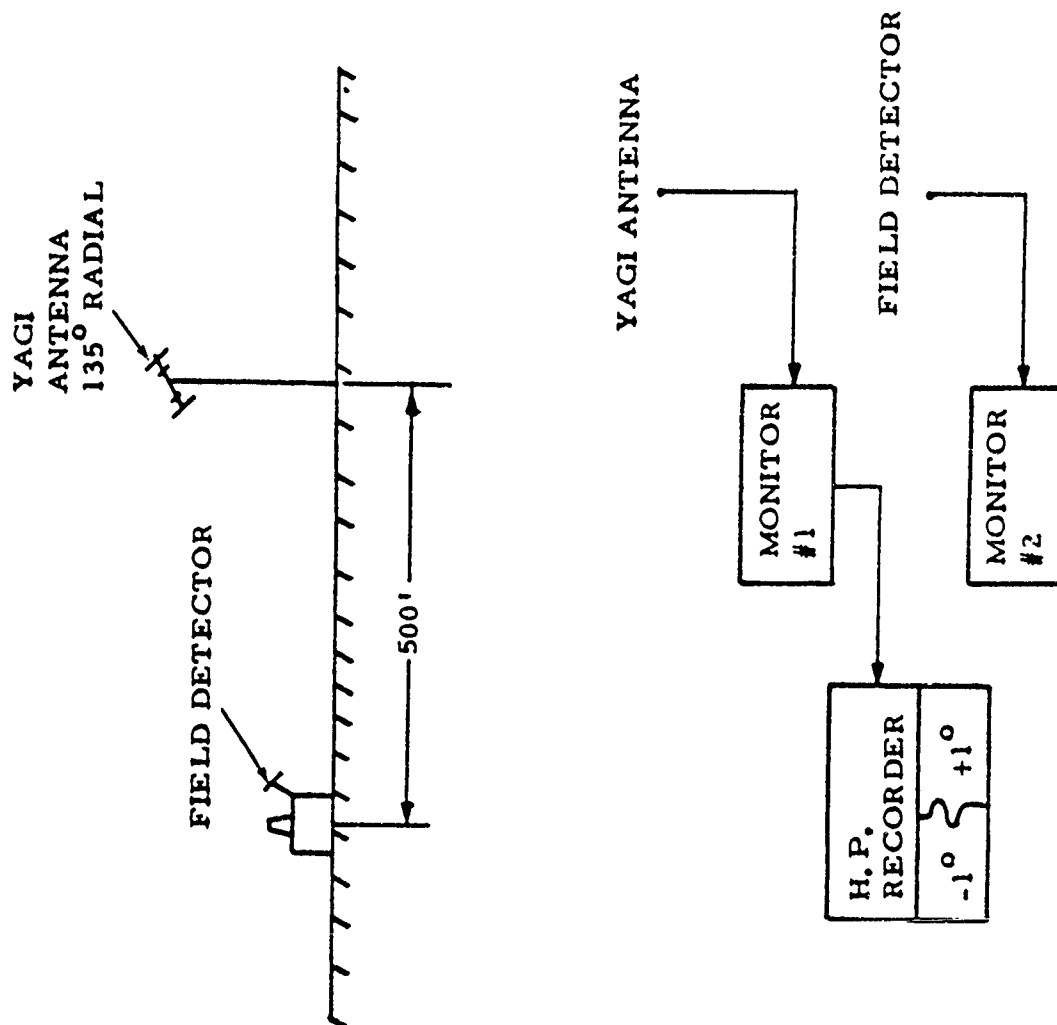 YAGI
ANTENNA
135° RADIAL
FIELD DETECTOR
500'
YAGI ANTENNA
FIELD DETECTOR
MONITOR
#1
MONITOR
#2
H.P.
RECORDER
-1° +1°